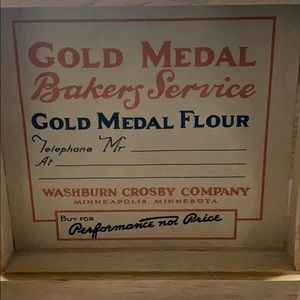 GOLD MEDAL
Bakers Service
GOLD MEDAL FLOUR
Telephone Mr
At
WASHBURN CROSBY COMPANY
MINNEAPOLIS, MINNESOTA
BUY FOR
Performance not Price